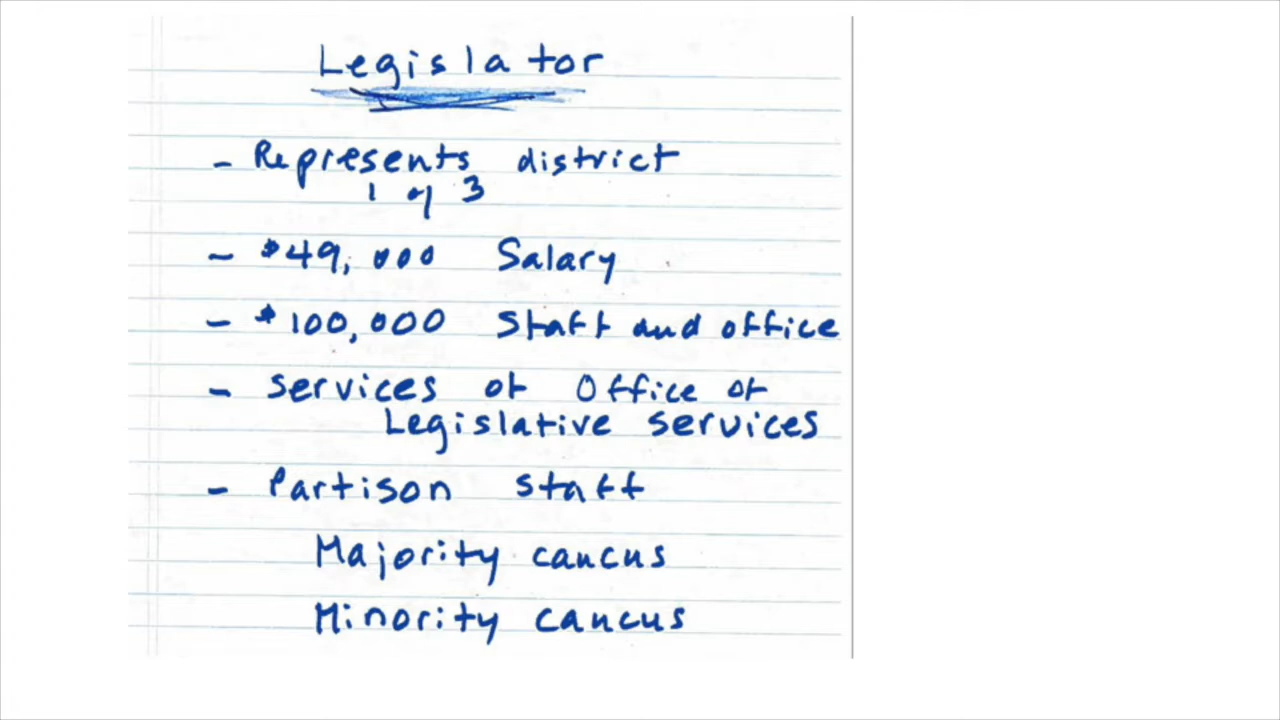 Legislator
- Represents district
1 of 3
- $49,000 Salary
- $100,000 Staff and office
- Services of Office of
Legislative Services
- Partison staff
Majority caucus
Minority caucus